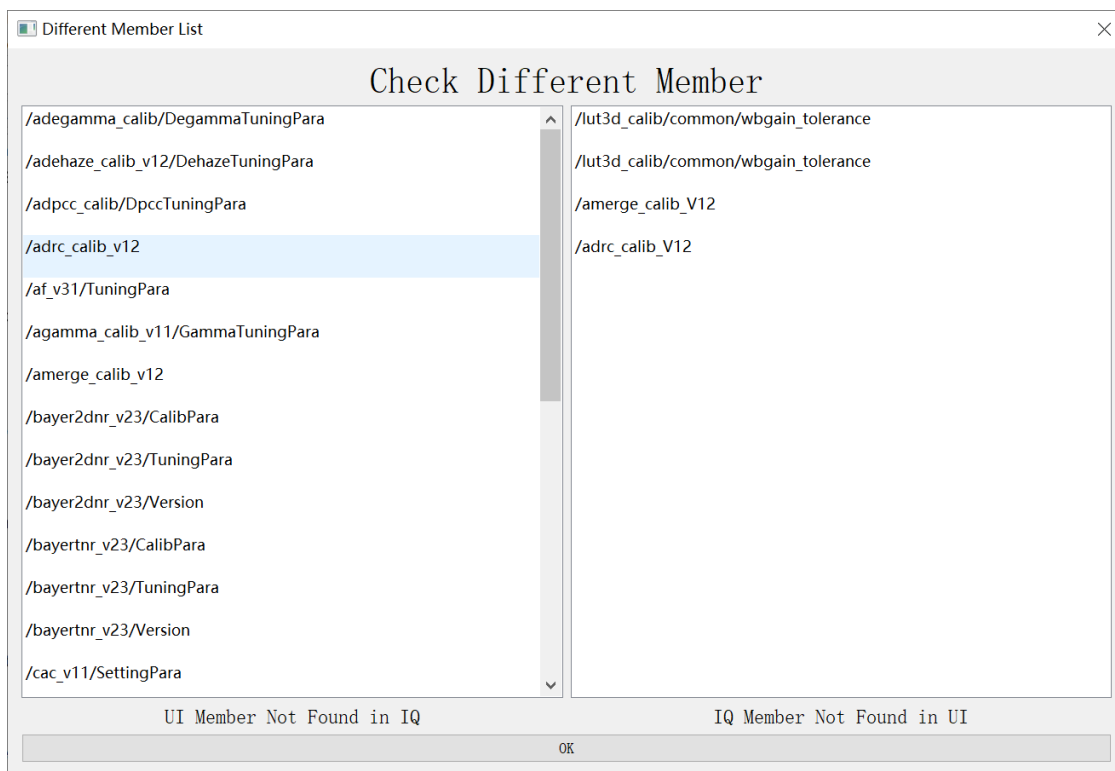 Different Member List
Check Different Member
/adegamma_calib/DegammaTuningPara
/adehaze_calib_v12/DehazeTuningPara
/adpcc_calib/DpccTuningPara
/adrc_calib_v12
/af_v31/TuningPara
/agamma_calib_v11/GammaTuningPara
/amerge_calib_v12
/bayer2dnr_v23/CalibPara
/bayer2dnr_v23/TuningPara
/bayer2dnr_v23/Version
/bayertnr_v23/CalibPara
/bayertnr_v23/TuningPara
/bayertnr_v23/Version
/cac_v11/SettingPara
UI Member Not Found in IQ
/lut3d_calib/common/wbgain_tolerance
/lut3d_calib/common/wbgain_tolerance
/amerge_calib_V12
/adrc_calib_V12
IQ Member Not Found in UI
OK